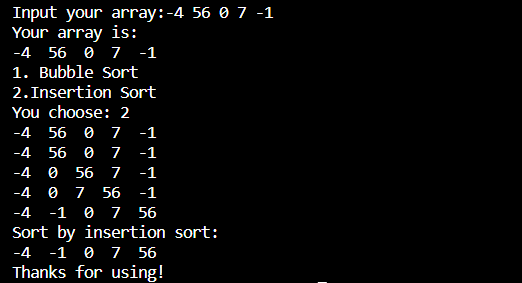 Input your array:-4 56 0 7 -1
Your array is:
-4  56  0  7  -1
1. Bubble Sort
2.Insertion Sort
You choose: 2
-4  56  0  7  -1
-4  56  0  7  -1
-4  0  56  7  -1
-4  0  7  56  -1
-4  -1  0  7  56
Sort by insertion sort:
-4  -1  0  7  56
Thanks for using!